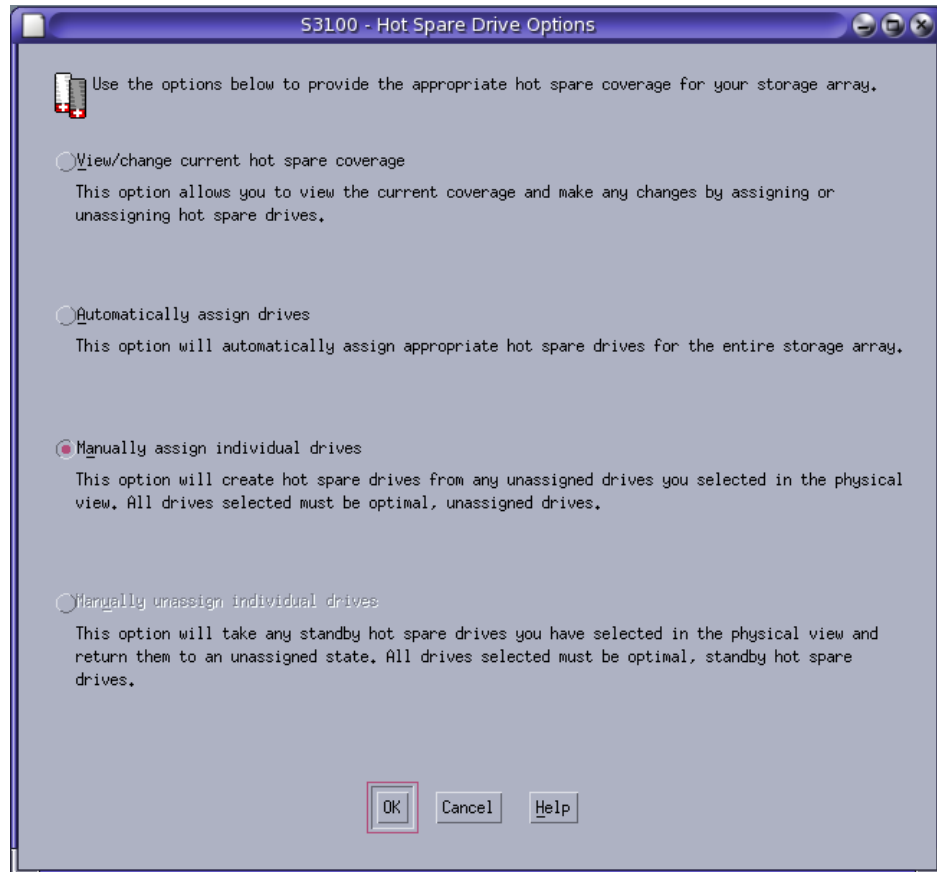 S3100 - Hot Spare Drive Options
Use the options below to provide the appropriate hot spare coverage for your storage array.
View/change current hot spare coverage
This option allows you to view the current coverage and make any changes by assigning or
unassigning hot spare drives.
Automatically assign drives
This option will automatically assign appropriate hot spare drives for the entire storage array.
Manually assign individual drives
This option will create hot spare drives from any unassigned drives you selected in the physical
view. All drives selected must be optimal, unassigned drives.
Manually unassign individual drives
This option will take any standby hot spare drives you have selected in the physical view and
return them to an unassigned state. All drives selected must be optimal, standby hot spare
drives.
OK Cancel Help